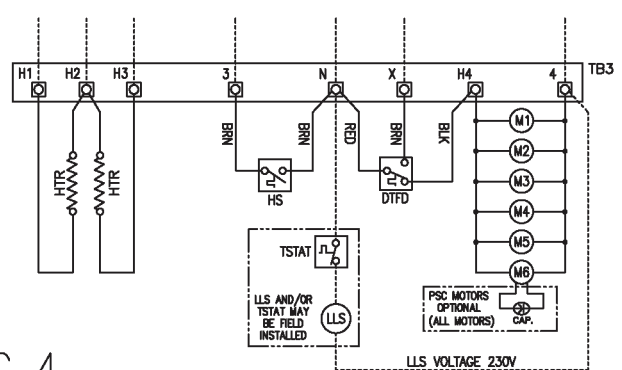 H1 H2 H3 3 N X H4 4 TB3
BRN BRN RED BRN BLK
M1
M2
HTR HTR
HS
DTFD
M3
M4
TSTAT
M5
M6
LLS AND/OR
TSTAT MAY
BE FIELD
INSTALLED
LLS
PSC MOTORS
OPTIONAL
(ALL MOTORS)
CAP.
LLS VOLTAGE 230V